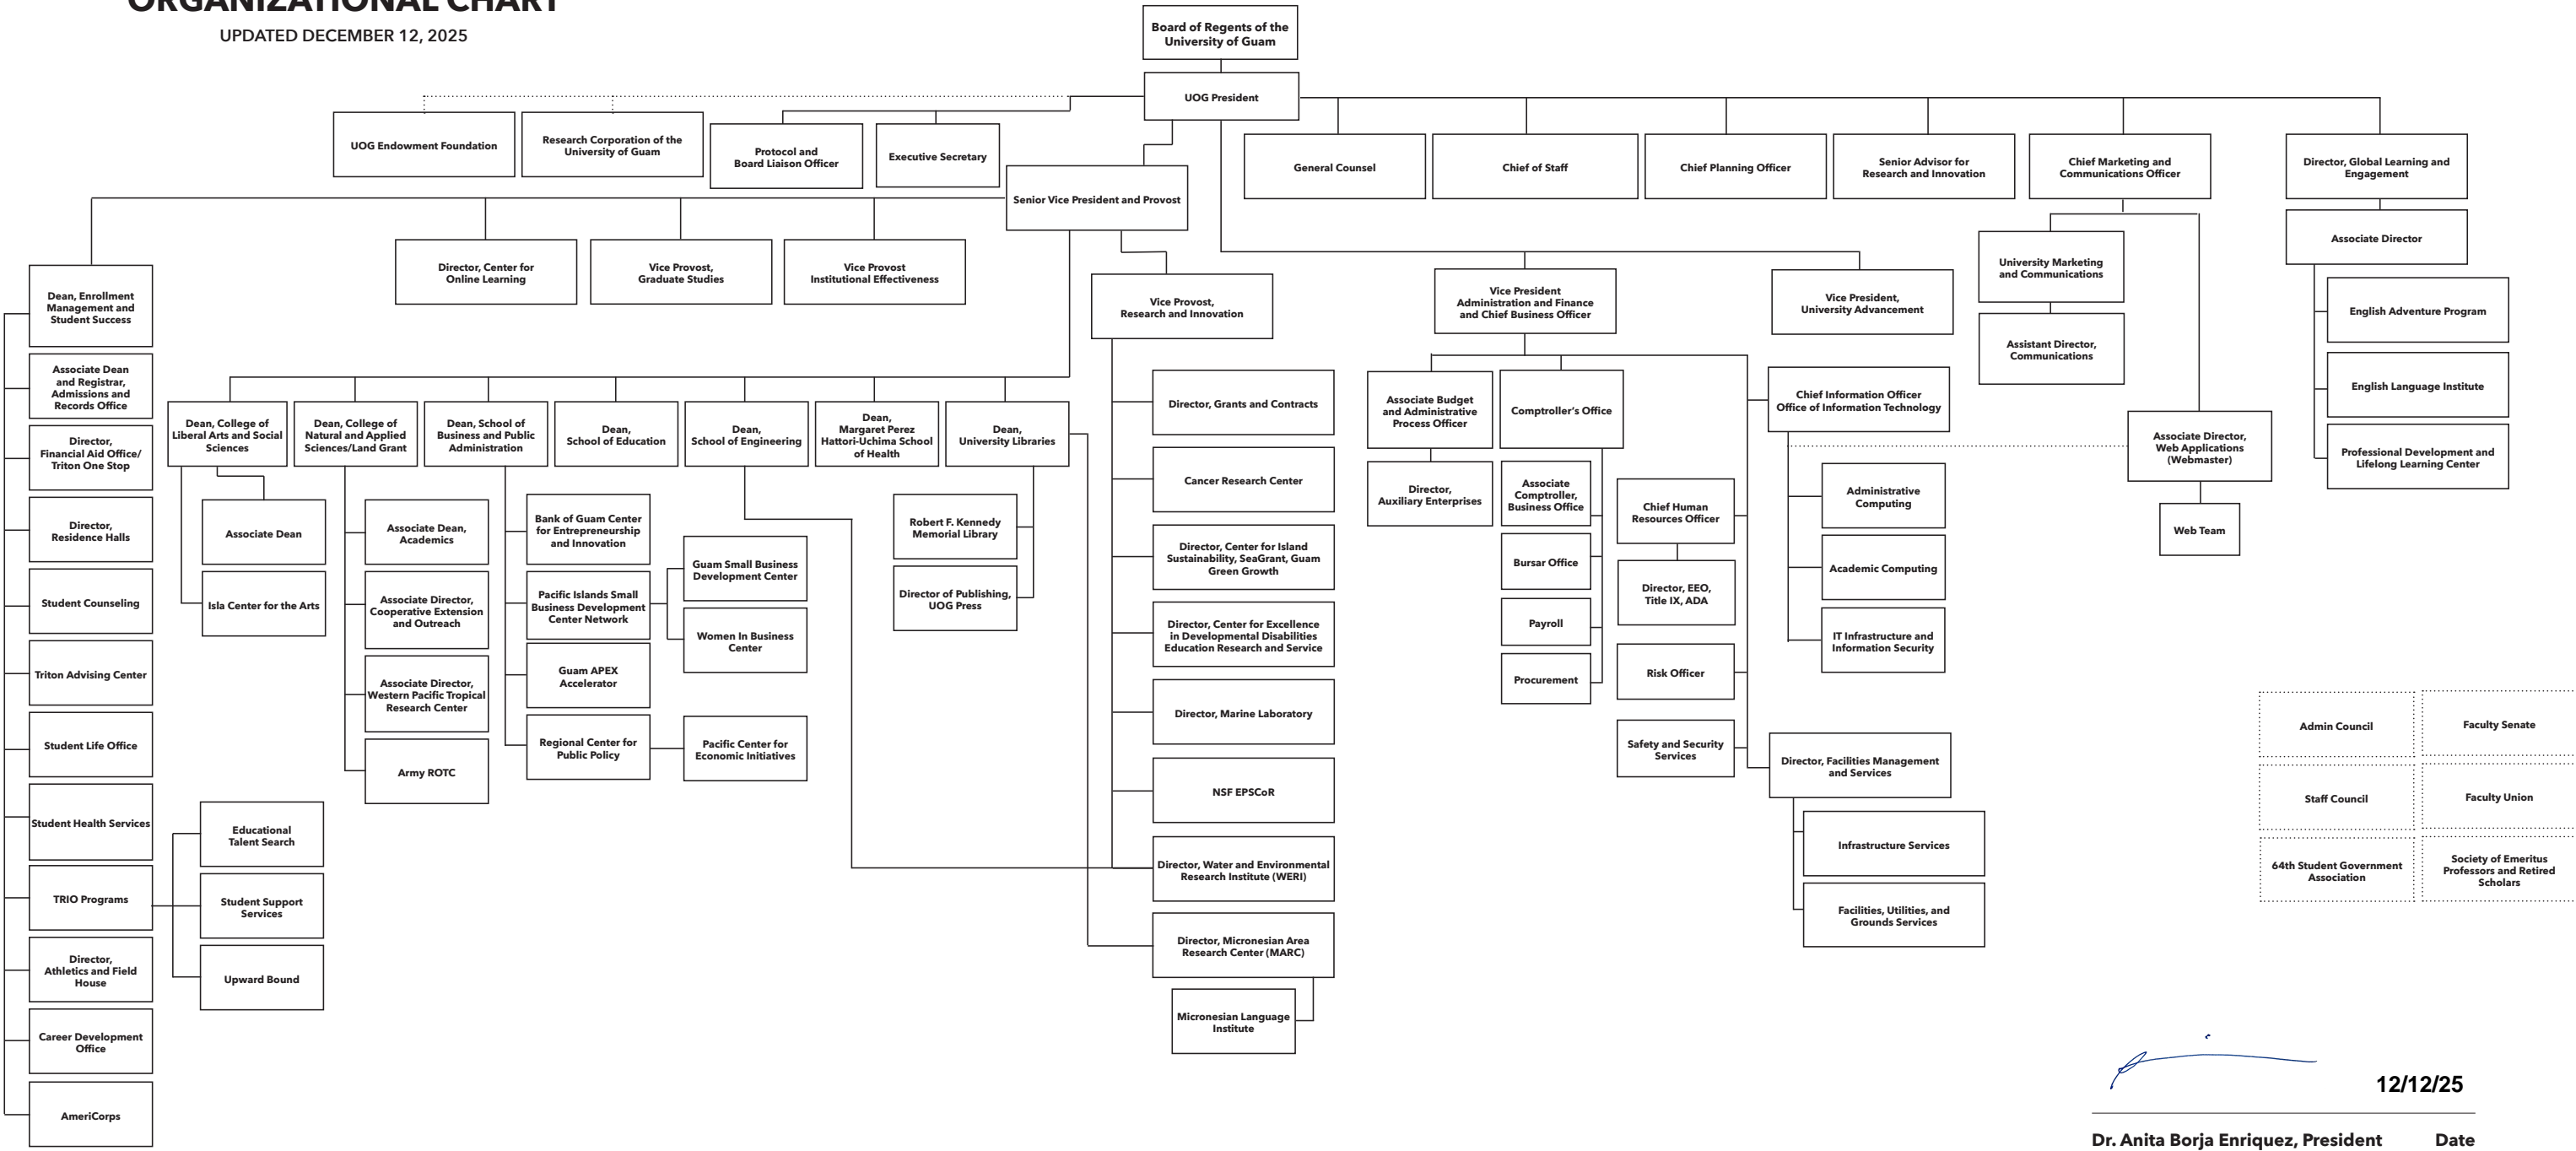 ORGANIZATIONAL CHART
UPDATED DECEMBER 12, 2025
Board of Regents of the
University of Guam
UOG President
UOG Endowment Foundation
Research Corporation of the
University of Guam
Protocol and
Board Liaison Officer
Executive Secretary
Senior Vice President and Provost
General Counsel
Chief of Staff
Chief Planning Officer
Senior Advisor for
Research and Innovation
Chief Marketing and
Communications Officer
Director, Global Learning and
Engagement
Associate Director
English Adventure Program
English Language Institute
Professional Development and
Lifelong Learning Center
University Marketing
and Communications
Assistant Director,
Communications
Associate Director,
Web Applications
(Webmaster)
Web Team
Director, Center for
Online Learning
Vice Provost,
Graduate Studies
Vice Provost
Institutional Effectiveness
Vice Provost,
Research and Innovation
Vice President
Administration and Finance
and Chief Business Officer
Vice President,
University Advancement
Dean, Enrollment
Management and
Student Success
Associate Dean
and Registrar,
Admissions and
Records Office
Director,
Financial Aid Office/
Triton One Stop
Director,
Residence Halls
Student Counseling
Triton Advising Center
Student Life Office
Student Health Services
TRIO Programs
Educational
Talent Search
Student Support
Services
Upward Bound
Director,
Athletics and Field
House
Career Development
Office
AmeriCorps
Dean, College of
Liberal Arts and Social
Sciences
Associate Dean
Isla Center for the Arts
Dean, College of
Natural and Applied
Sciences/Land Grant
Associate Dean,
Academics
Associate Director,
Cooperative Extension
and Outreach
Associate Director,
Western Pacific Tropical
Research Center
Army ROTC
Dean, School of
Business and Public
Administration
Bank of Guam Center
for Entrepreneurship
and Innovation
Pacific Islands Small
Business Development
Center Network
Guam Small Business
Development Center
Women In Business
Center
Guam APEX
Accelerator
Regional Center for
Public Policy
Pacific Center for
Economic Initiatives
Dean,
School of Education
Dean,
School of Engineering
Dean,
Margaret Perez
Hattori-Uchima School
of Health
Dean,
University Libraries
Robert F. Kennedy
Memorial Library
Director of Publishing,
UOG Press
Director, Grants and Contracts
Cancer Research Center
Director, Center for Island
Sustainability, SeaGrant, Guam
Green Growth
Director, Center for Excellence
in Developmental Disabilities
Education Research and Service
Director, Marine Laboratory
NSF EPSCoR
Director, Water and Environmental
Research Institute (WERI)
Director, Micronesian Area
Research Center (MARC)
Micronesian Language
Institute
Associate Budget
and Administrative
Process Officer
Director,
Auxiliary Enterprises
Comptroller's Office
Associate
Comptroller,
Business Office
Bursar Office
Payroll
Procurement
Chief Human
Resources Officer
Director, EEO,
Title IX, ADA
Risk Officer
Safety and Security
Services
Chief Information Officer
Office of Information Technology
Administrative
Computing
Academic Computing
IT Infrastructure and
Information Security
Director, Facilities Management
and Services
Infrastructure Services
Facilities, Utilities, and
Grounds Services
Admin Council
Faculty Senate
Staff Council
Faculty Union
64th Student Government
Association
Society of Emeritus
Professors and Retired
Scholars
12/12/25
Dr. Anita Borja Enriquez, President Date